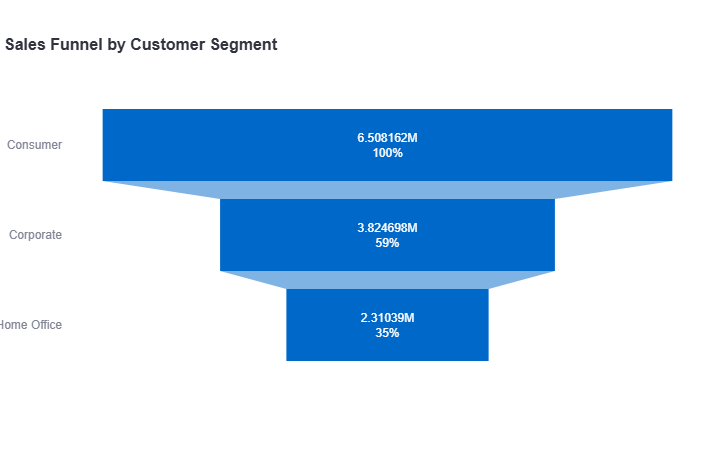 Sales Funnel by Customer Segment
Consumer
6.508162M
100%
Corporate
3.824698M
59%
Home Office
2.31039M
35%